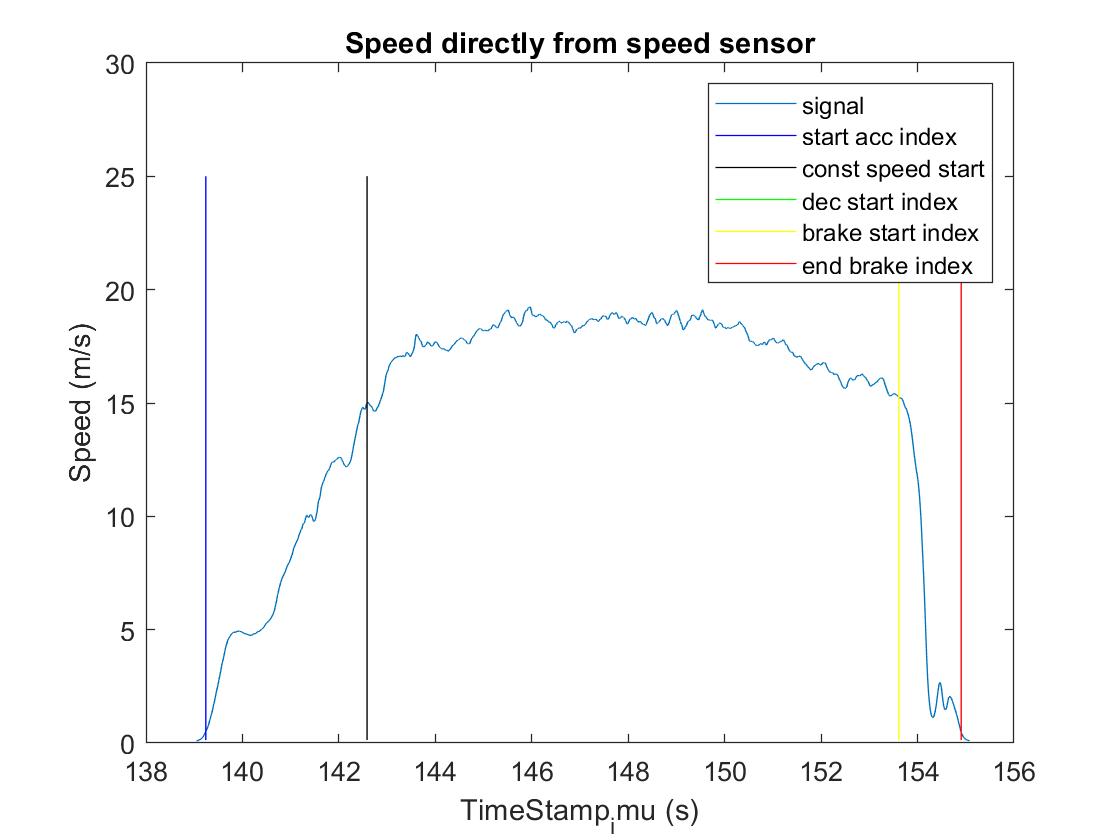 Speed directly from speed sensor
30
25
20
15
10
5
0
Speed (m/s)
signal
start acc index
const speed start
dec start index
brake start index
end brake index
138 140 142 144 146 148 150 152 154 156
TimeStamp_imu (s)